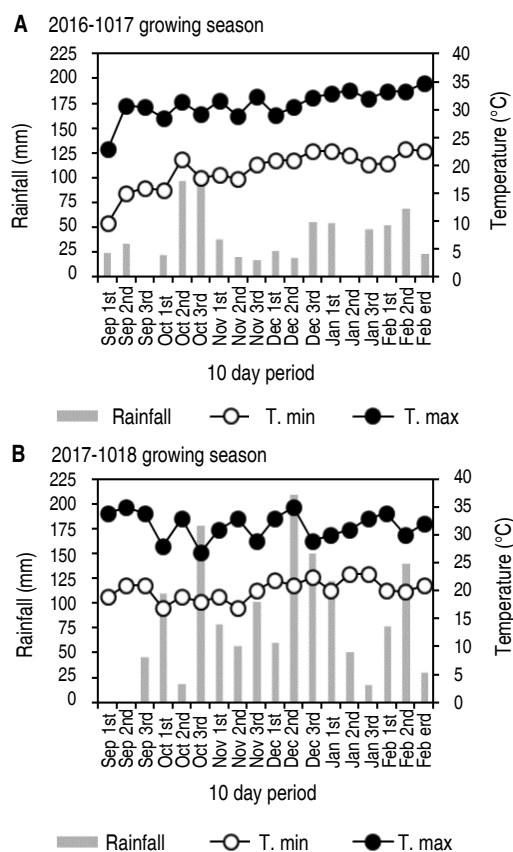 A 2016-1017 growing season
225
200
175
150
125
100
75
50
25
0
Rainfall (mm)
40
35
30
25
20
15
10
5
0
Temperature (°C)
Sep 1st
Sep 2nd
Sep 3rd
Oct 1st
Oct 2nd
Oct 3rd
Nov 1st
Nov 2nd
Nov 3rd
Dec 1st
Dec 2nd
Dec 3rd
Jan 1st
Jan 2nd
Jan 3rd
Feb 1st
Feb 2nd
Feb erd
10 day period
Rainfall T. min T. max
B 2017-1018 growing season
225
200
175
150
125
100
75
50
25
0
Rainfall (mm)
40
35
30
25
20
15
10
5
0
Temperature (°C)
Sep 1st
Sep 2nd
Sep 3rd
Oct 1st
Oct 2nd
Oct 3rd
Nov 1st
Nov 2nd
Nov 3rd
Dec 1st
Dec 2nd
Dec 3rd
Jan 1st
Jan 2nd
Jan 3rd
Feb 1st
Feb 2nd
Feb erd
10 day period
Rainfall T. min T. max